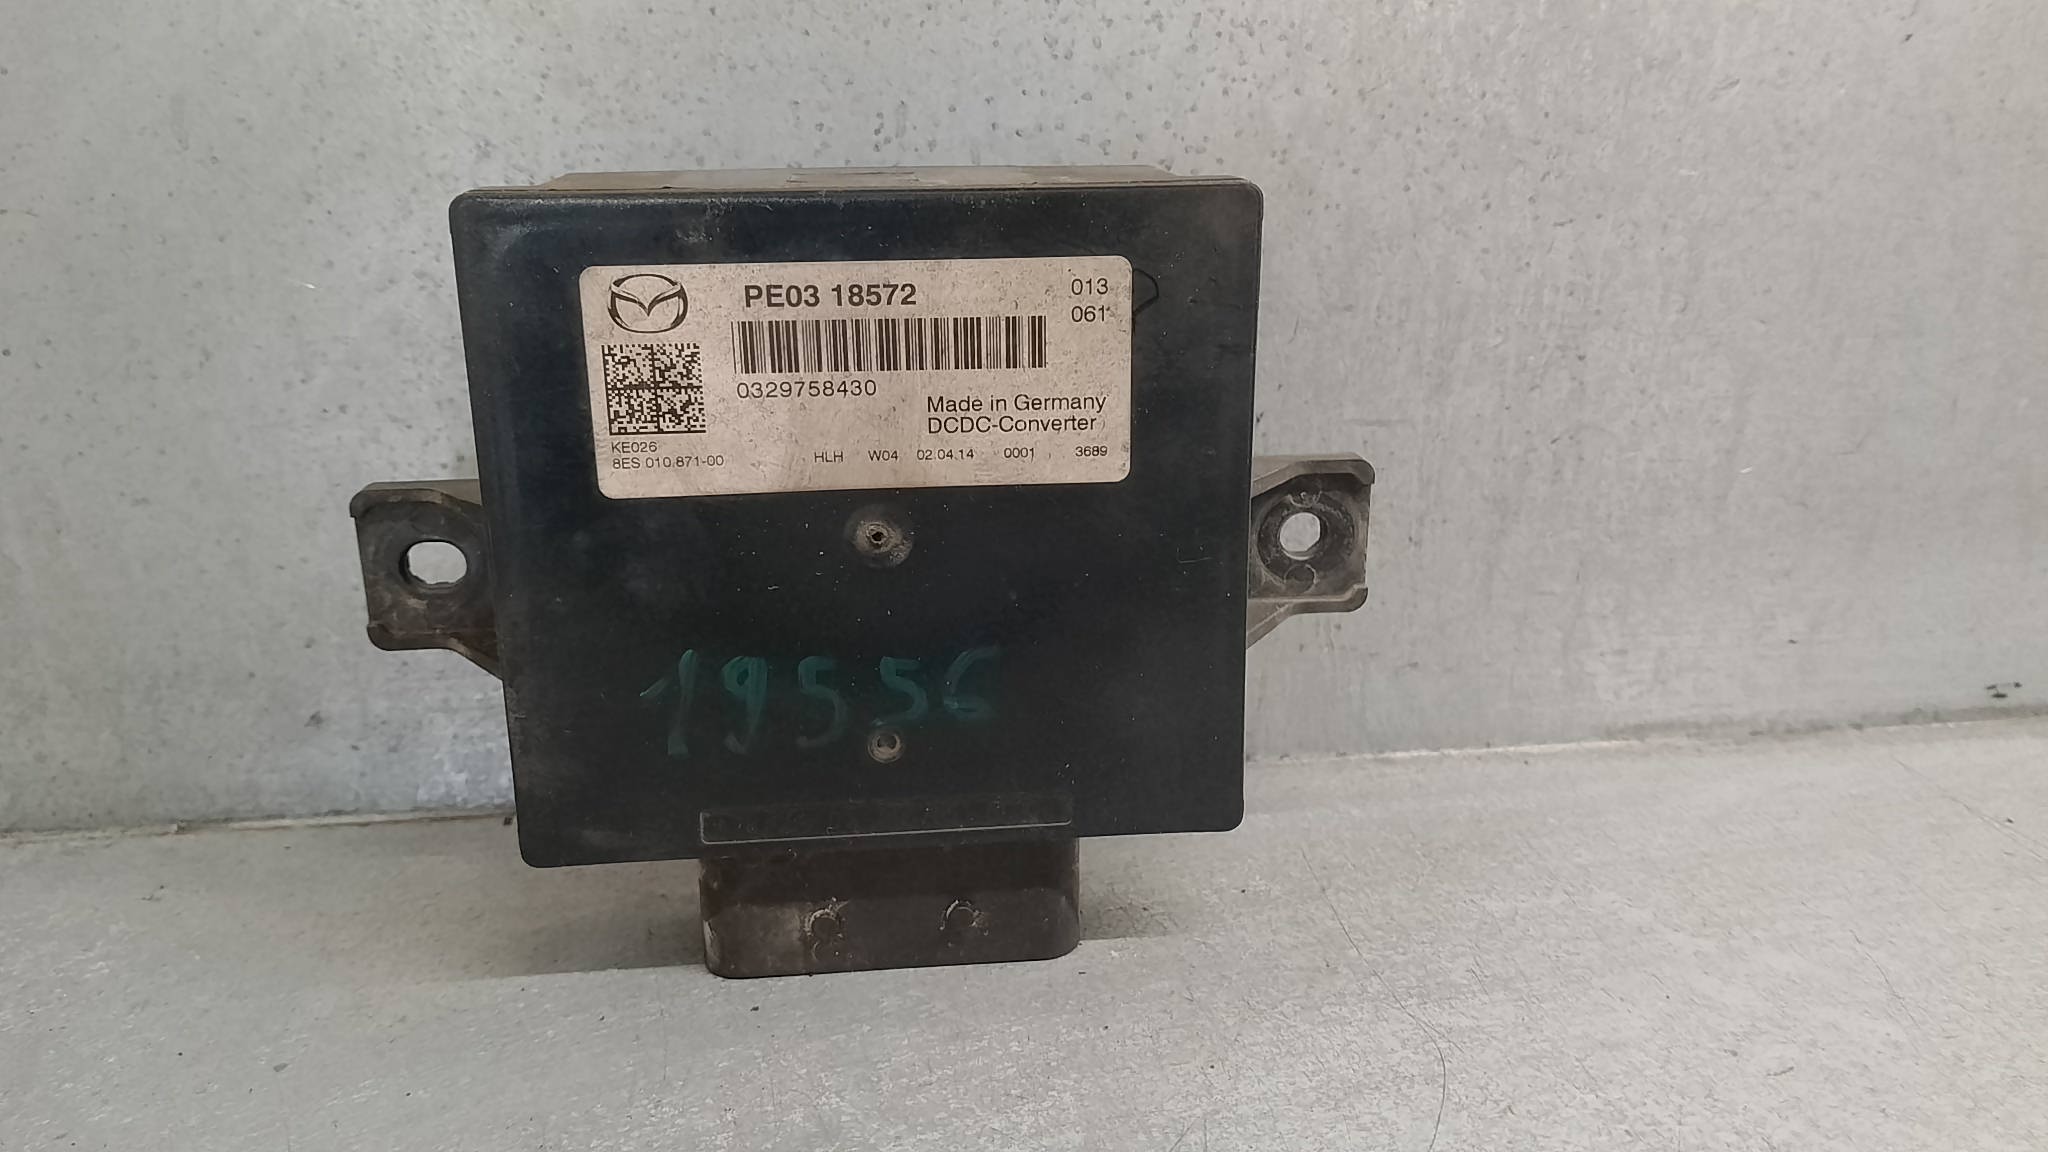 PE03 18572
013
061
0329758430
Made in Germany
DCDC-Converter
KE026
8ES 010.871-00 HLH W04 02.04.14 0001 3689
19556